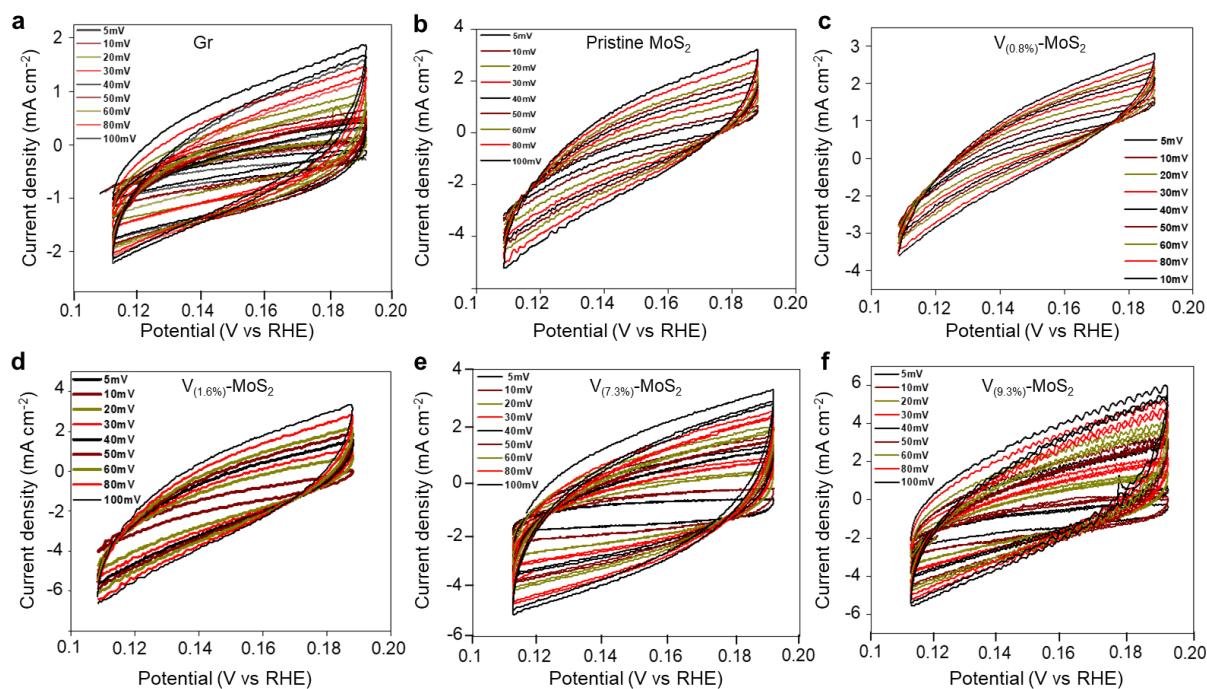 a
Gr
5mV
10mV
20mV
30mV
40mV
50mV
60mV
80mV
100mV
2
1
0
-1
-2
Current density (mA cm⁻²)
0.1
0.12
0.14
0.16
0.18
0.20
Potential (V vs RHE)
b
Pristine MoS₂
5mV
10mV
20mV
30mV
40mV
50mV
60mV
80mV
100mV
4
2
0
-2
-4
Current density (mA cm⁻²)
0.1
0.12
0.14
0.16
0.18
0.20
Potential (V vs RHE)
c
V₍₀.₈%₎-MoS₂
5mV
10mV
20mV
30mV
40mV
50mV
60mV
80mV
10mV
3
2
1
0
-1
-2
-3
-4
Current density (mA cm⁻²)
0.1
0.12
0.14
0.16
0.18
0.20
Potential (V vs RHE)
d
V₍₁.₆%₎-MoS₂
5mV
10mV
20mV
30mV
40mV
50mV
60mV
80mV
100mV
4
2
0
-2
-4
-6
Current density (mA cm⁻²)
0.1
0.12
0.14
0.16
0.18
0.20
Potential (V vs RHE)
e
V₍₇.₃%₎-MoS₂
5mV
10mV
20mV
30mV
40mV
50mV
60mV
80mV
100mV
4
2
0
-2
-4
-6
Current density (mA cm⁻²)
0.1
0.12
0.14
0.16
0.18
0.20
Potential (V vs RHE)
f
V₍₉.₃%₎-MoS₂
5mV
10mV
20mV
30mV
40mV
50mV
60mV
80mV
100mV
6
4
2
0
-2
-4
-6
Current density (mA cm⁻²)
0.1
0.12
0.14
0.16
0.18
0.20
Potential (V vs RHE)